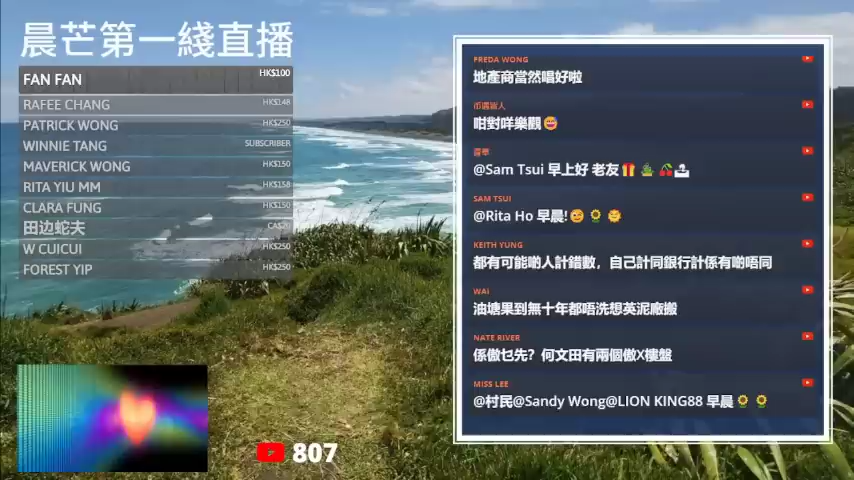 晨芒第一綫直播
FAN FAN HK$100
RAFEE CHANG HK$148
PATRICK WONG HK$250
WINNIE TANG SUBSCRIBER
MAVERICK WONG HK$150
RITA YIU MM HK$158
CLARA FUNG HK$150
田边蛇夫 CA$20
W CUICUI HK$250
FOREST YIP HK$250
807
FREDA WONG
地產商當然唱好啦
咁對咩樂觀😅
@Sam Tsui 早上好 老友
SAM TSUI
@Rita Ho 早晨!
KEITH YUNG
都有可能啲人計錯數，自己計同銀行計係有啲唔同
WAI
油塘果到無十年都唔洗想英泥廠搬
NATE RIVER
係傲乜先？何文田有兩個傲X樓盤
MISS LEE
@村民@Sandy Wong@LION KING88 早晨🌻 🌻